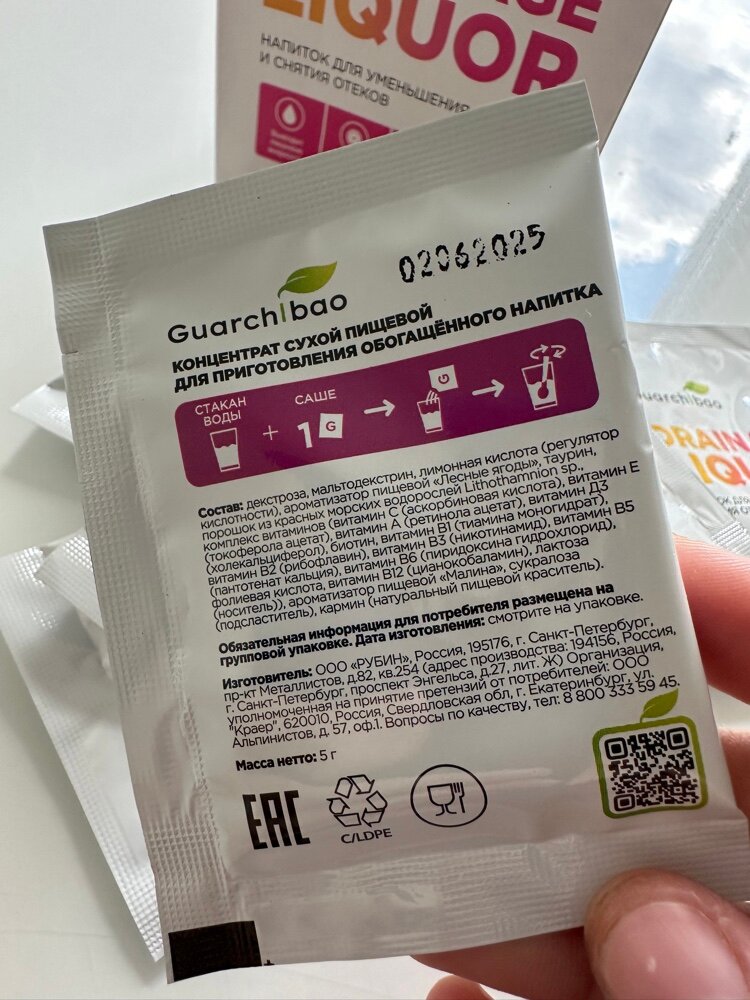 LIQUOR
НАПИТОК ДЛЯ УМЕНЬШЕНИЯ
И СНЯТИЯ ОТЕКОВ
02062025
Guarchibao
КОНЦЕНТРАТ СУХОЙ ПИЩЕВОЙ
ДЛЯ ПРИГОТОВЛЕНИЯ ОБОГАЩЁННОГО НАПИТКА
СТАКАН
ВОДЫ
+
САШЕ
1 G
G
Состав: декстроза, мальтодекстрин, лимонная кислота (регулятор
кислотности), ароматизатор пищевой «Лесные ягоды», таурин,
порошок из красных морских водорослей Lithothamnion sp.,
комплекс витаминов (витамин С (аскорбиновая кислота), витамин Е
(токоферола ацетат), витамин А (ретинола ацетат), витамин Д3
(холекальциферол), биотин, витамин В1 (тиамина моногидрат),
витамин В2 (рибофлавин), витамин В3 (никотинамид), витамин В5
(пантотенат кальция), витамин В6 (пиридоксина гидрохлорид),
фолиевая кислота, витамин В12 (цианокобаламин), лактоза
(носитель)), ароматизатор пищевой «Малина», сукралоза
(подсластитель), кармин (натуральный пищевой краситель).
Обязательная информация для потребителя размещена на
групповой упаковке. Дата изготовления: смотрите на упаковке.
Изготовитель: ООО «РУБИН», Россия, 195176, г. Санкт-Петербург,
пр-кт Металлистов, д.82, кв.254 (адрес производства: 194156, Россия,
г. Санкт-Петербург, проспект Энгельса, д.27, лит. Ж) Организация,
уполномоченная на принятие претензий от потребителей: ООО
"Краер", 620010, Россия, Свердловская обл, г. Екатеринбург, ул.
Альпинистов, д. 57, оф.1. Вопросы по качеству, тел: 8 800 333 59 45.
Масса нетто: 5 г
EAC
C/LDPE